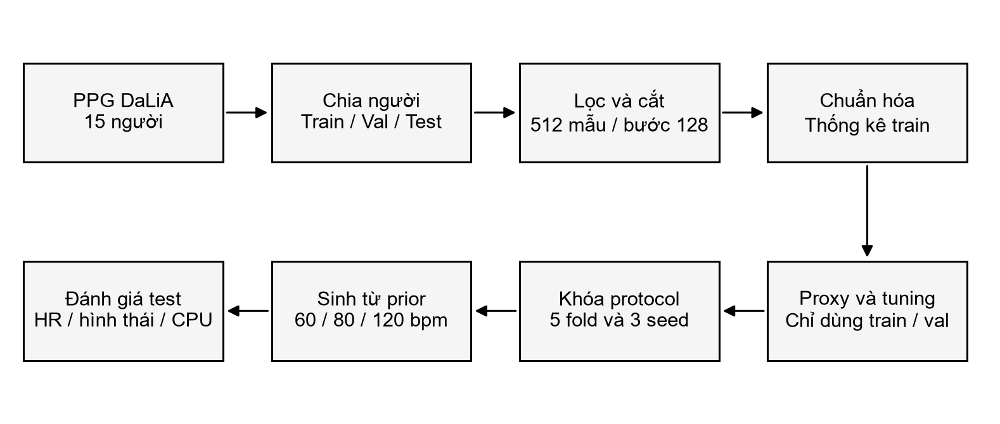 PPG DaLiA
15 người
Chia người
Train / Val / Test
Lọc và cắt
512 mẫu / bước 128
Chuẩn hóa
Thống kê train
Proxy và tuning
Chỉ dùng train / val
Khóa protocol
5 fold và 3 seed
Sinh từ prior
60 / 80 / 120 bpm
Đánh giá test
HR / hình thái / CPU